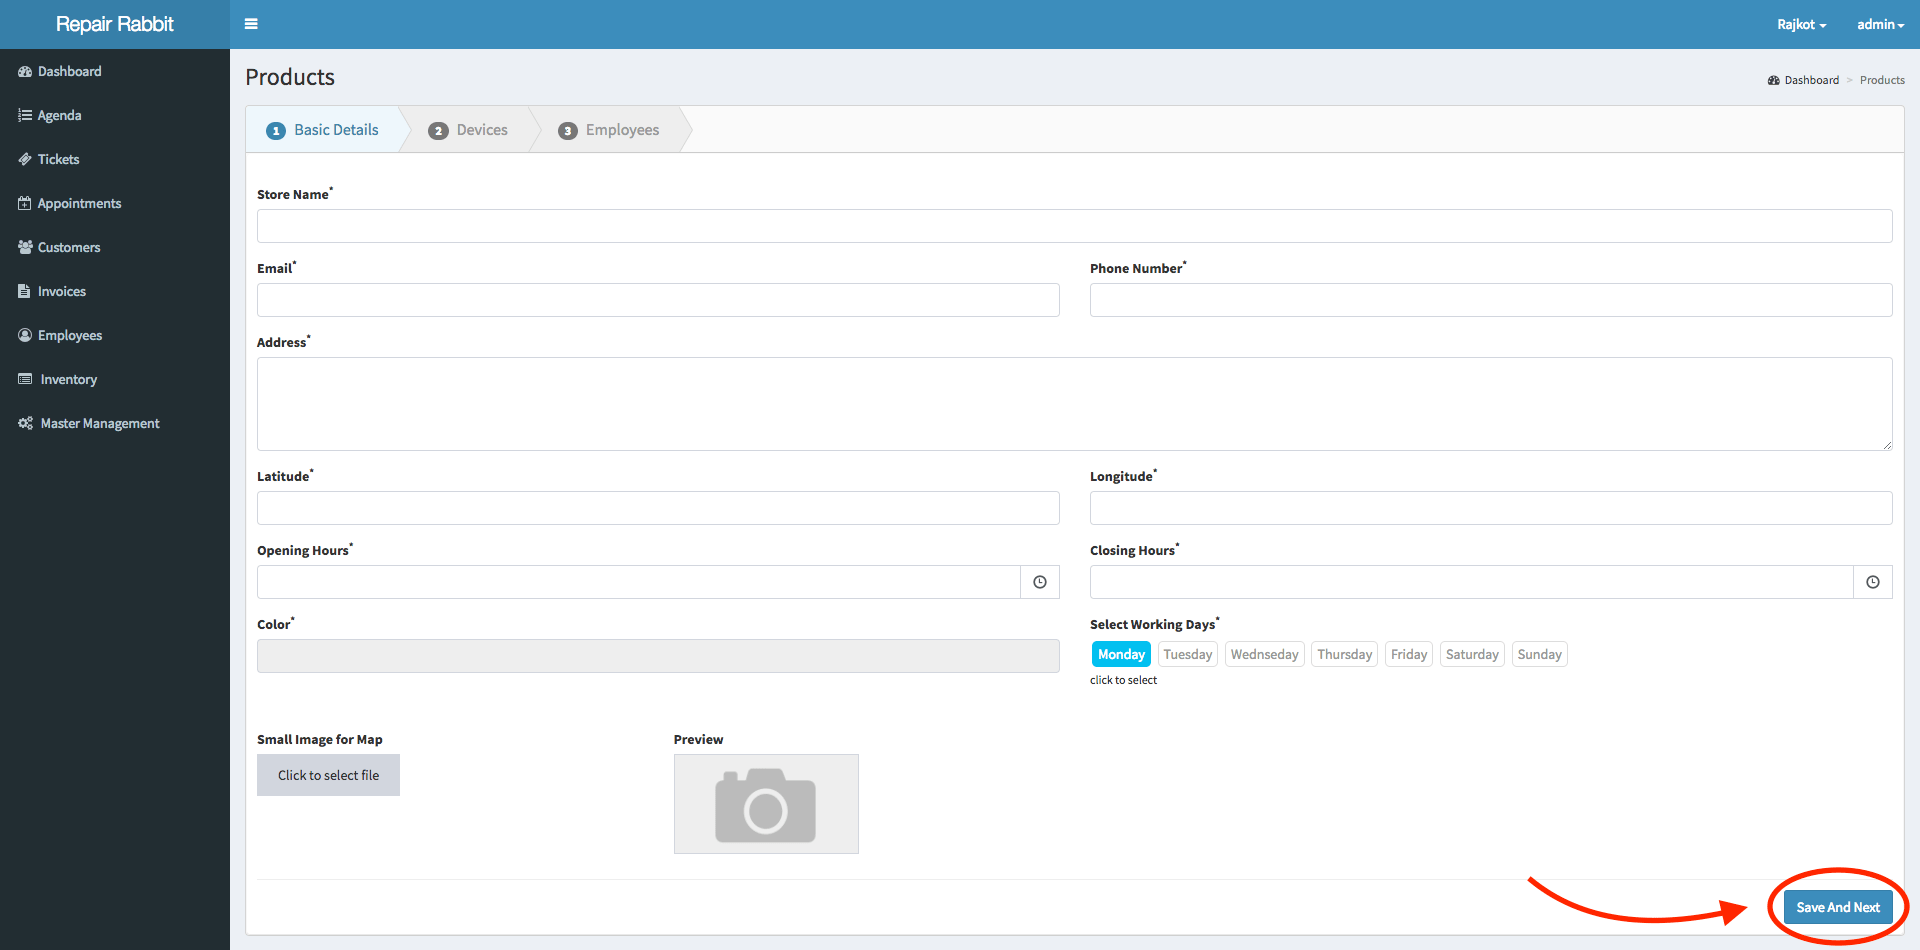 Repair Rabbit
Rajkot
admin
Dashboard
Agenda
Tickets
Appointments
Customers
Invoices
Employees
Inventory
Master Management
Products
Dashboard > Products
1 Basic Details
2 Devices
3 Employees
Store Name*
Email*
Phone Number*
Address*
Latitude*
Longitude*
Opening Hours*
Closing Hours*
Color*
Select Working Days*
Monday Tuesday Wednseday Thursday Friday Saturday Sunday
click to select
Small Image for Map
Preview
Click to select file
Save And Next